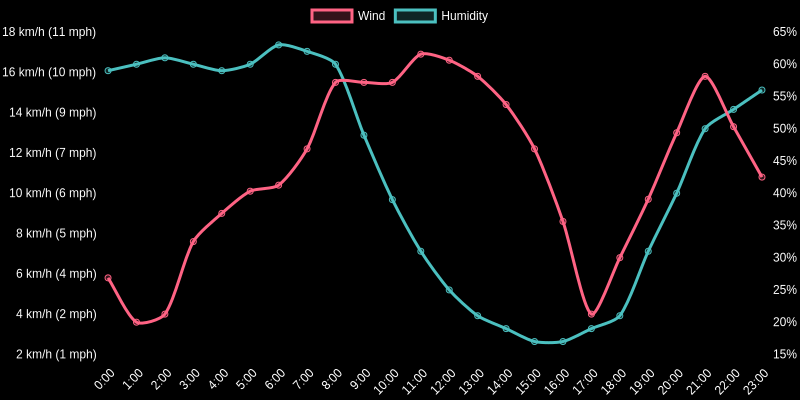 Wind Humidity
18 km/h (11 mph) 65%
16 km/h (10 mph) 60%
14 km/h (9 mph) 55%
12 km/h (7 mph) 50%
10 km/h (6 mph) 45%
8 km/h (5 mph) 40%
6 km/h (4 mph) 35%
4 km/h (2 mph) 30%
2 km/h (1 mph) 25%
20%
15%
0:00 1:00 2:00 3:00 4:00 5:00 6:00 7:00 8:00 9:00 10:00 11:00 12:00 13:00 14:00 15:00 16:00 17:00 18:00 19:00 20:00 21:00 22:00 23:00